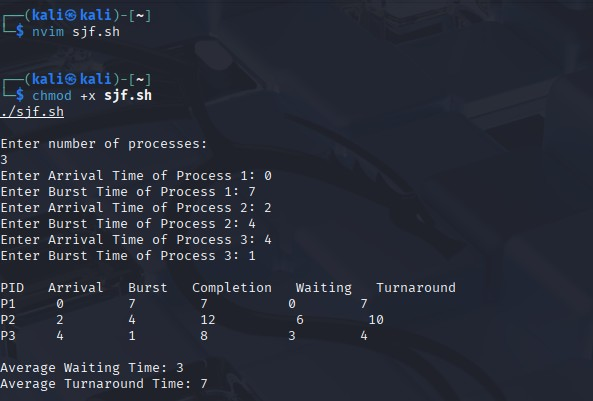 ┌──(kali㉿kali)-[~]
└─$ nvim sjf.sh
┌──(kali㉿kali)-[~]
└─$ chmod +x sjf.sh
./sjf.sh
Enter number of processes:
3
Enter Arrival Time of Process 1: 0
Enter Burst Time of Process 1: 7
Enter Arrival Time of Process 2: 2
Enter Burst Time of Process 2: 4
Enter Arrival Time of Process 3: 4
Enter Burst Time of Process 3: 1
PID Arrival Burst Completion Waiting Turnaround
P1 0 7 7 0 7
P2 2 4 12 6 10
P3 4 1 8 3 4
Average Waiting Time: 3
Average Turnaround Time: 7